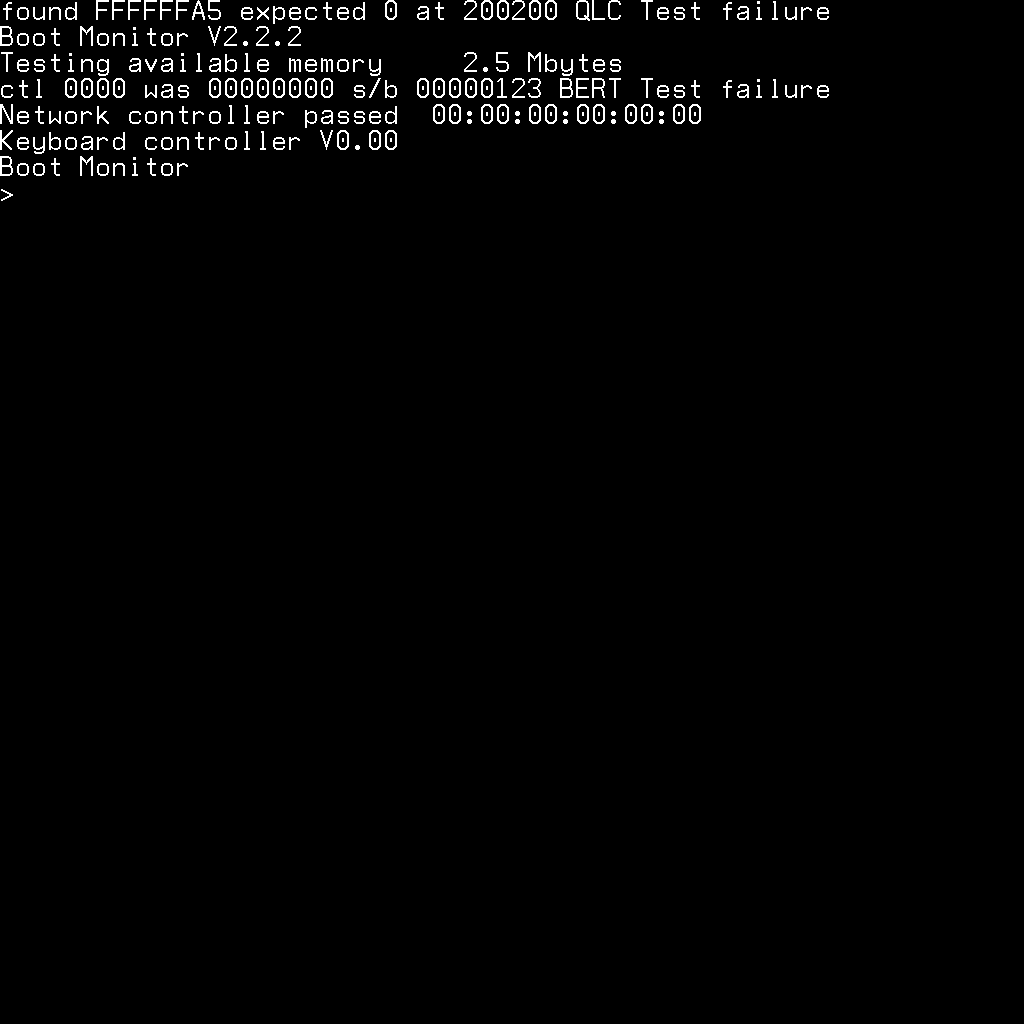 found FFFFFFA5 expected 0 at 200200 QLC Test failure
Boot Monitor V2.2.2
Testing available memory     2.5 Mbytes
ctl 0000 was 00000000 s/b 00000123 BERT Test failure
Network controller passed  00:00:00:00:00:00
Keyboard controller V0.00
Boot Monitor
>